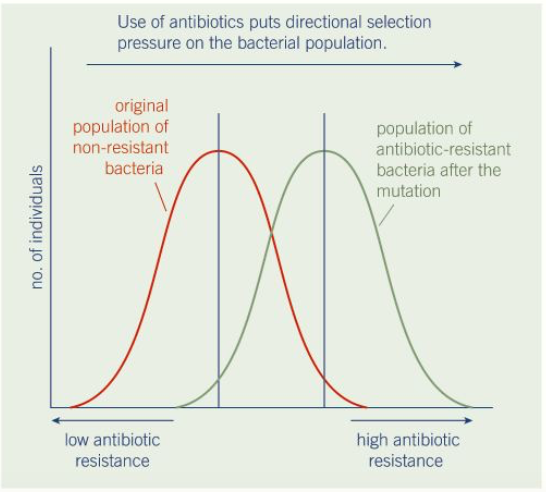 Use of antibiotics puts directional selection
pressure on the bacterial population.
original
population of
non-resistant
bacteria
population of
antibiotic-resistant
bacteria after the
mutation
no. of individuals
low antibiotic
resistance
high antibiotic
resistance